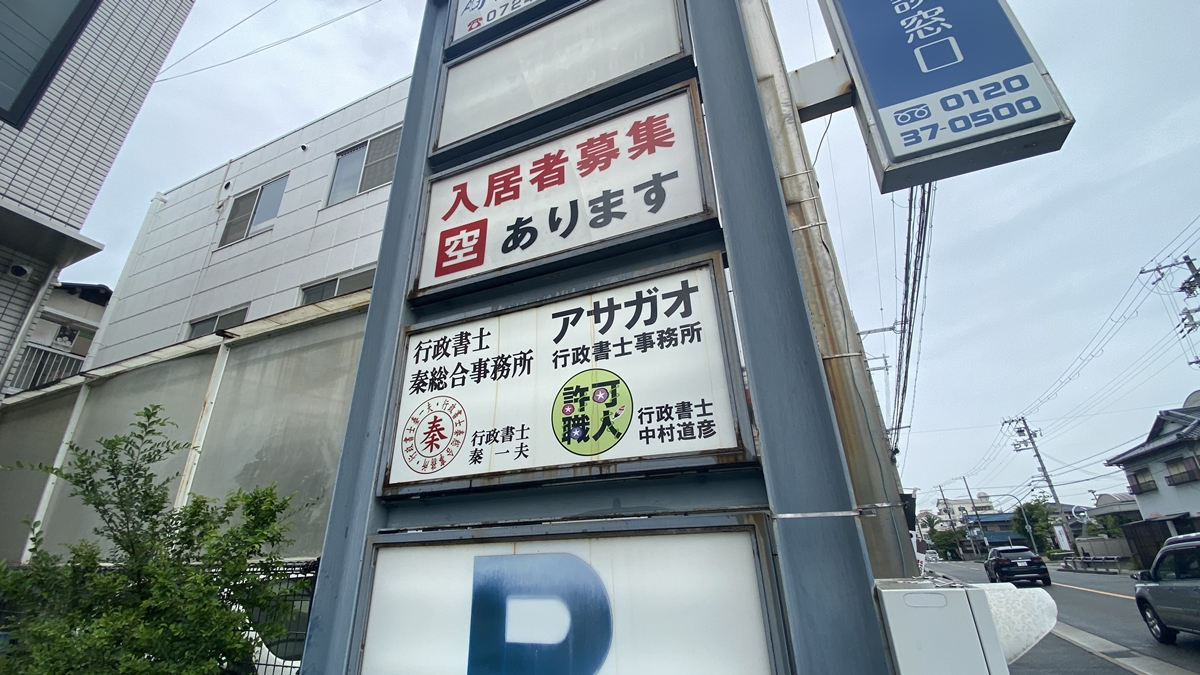 談窓口
0120
37-0500
入居者募集
空 あります
行政書士
秦総合事務所
秦
行政書士
秦 一夫
アサガオ
行政書士事務所
許可
職人
行政書士
中村道彦
P